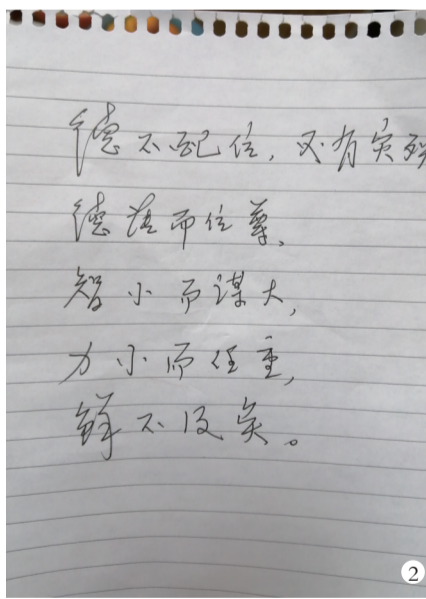 德不配位，必有灾殃
德薄而位尊，
智小而谋大，
力小而任重，
鲜不及矣。
2